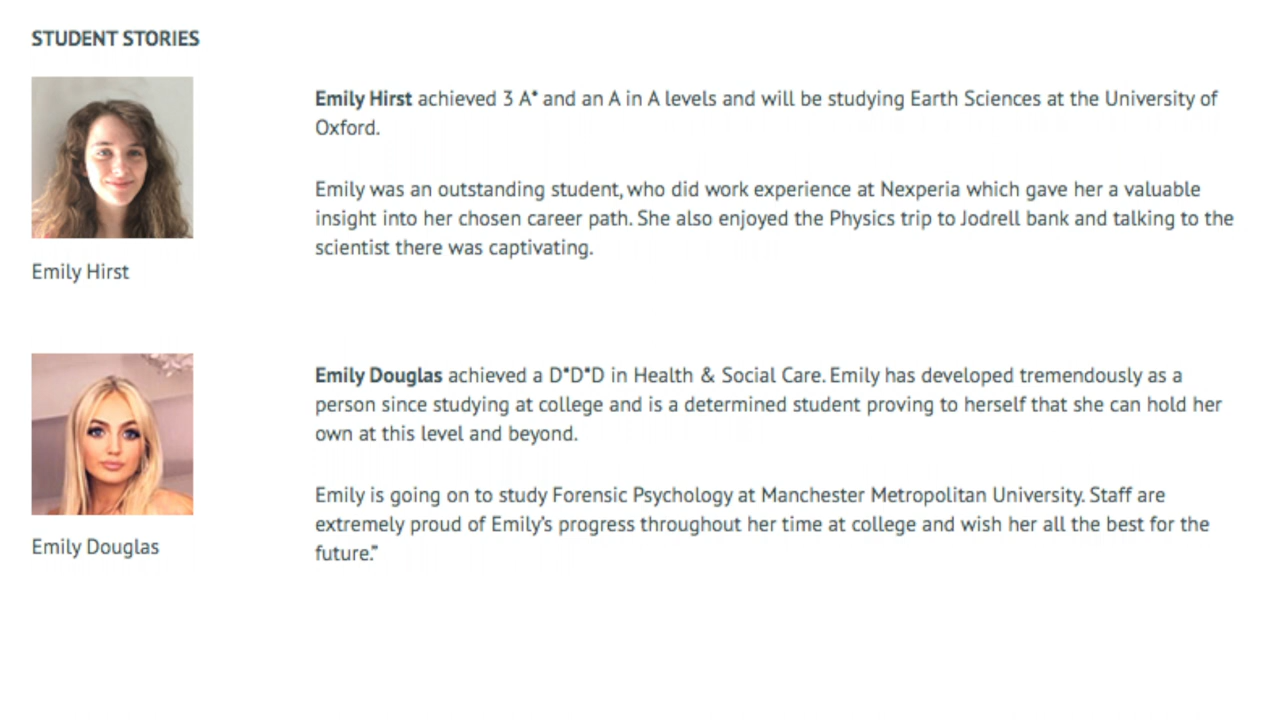 STUDENT STORIES
Emily Hirst achieved 3 A* and an A in A levels and will be studying Earth Sciences at the University of
Oxford.
Emily was an outstanding student, who did work experience at Nexperia which gave her a valuable
insight into her chosen career path. She also enjoyed the Physics trip to Jodrell bank and talking to the
scientist there was captivating.
Emily Hirst
Emily Douglas achieved a D*D*D in Health & Social Care. Emily has developed tremendously as a
person since studying at college and is a determined student proving to herself that she can hold her
own at this level and beyond.
Emily is going on to study Forensic Psychology at Manchester Metropolitan University. Staff are
extremely proud of Emily’s progress throughout her time at college and wish her all the best for the
future.”
Emily Douglas